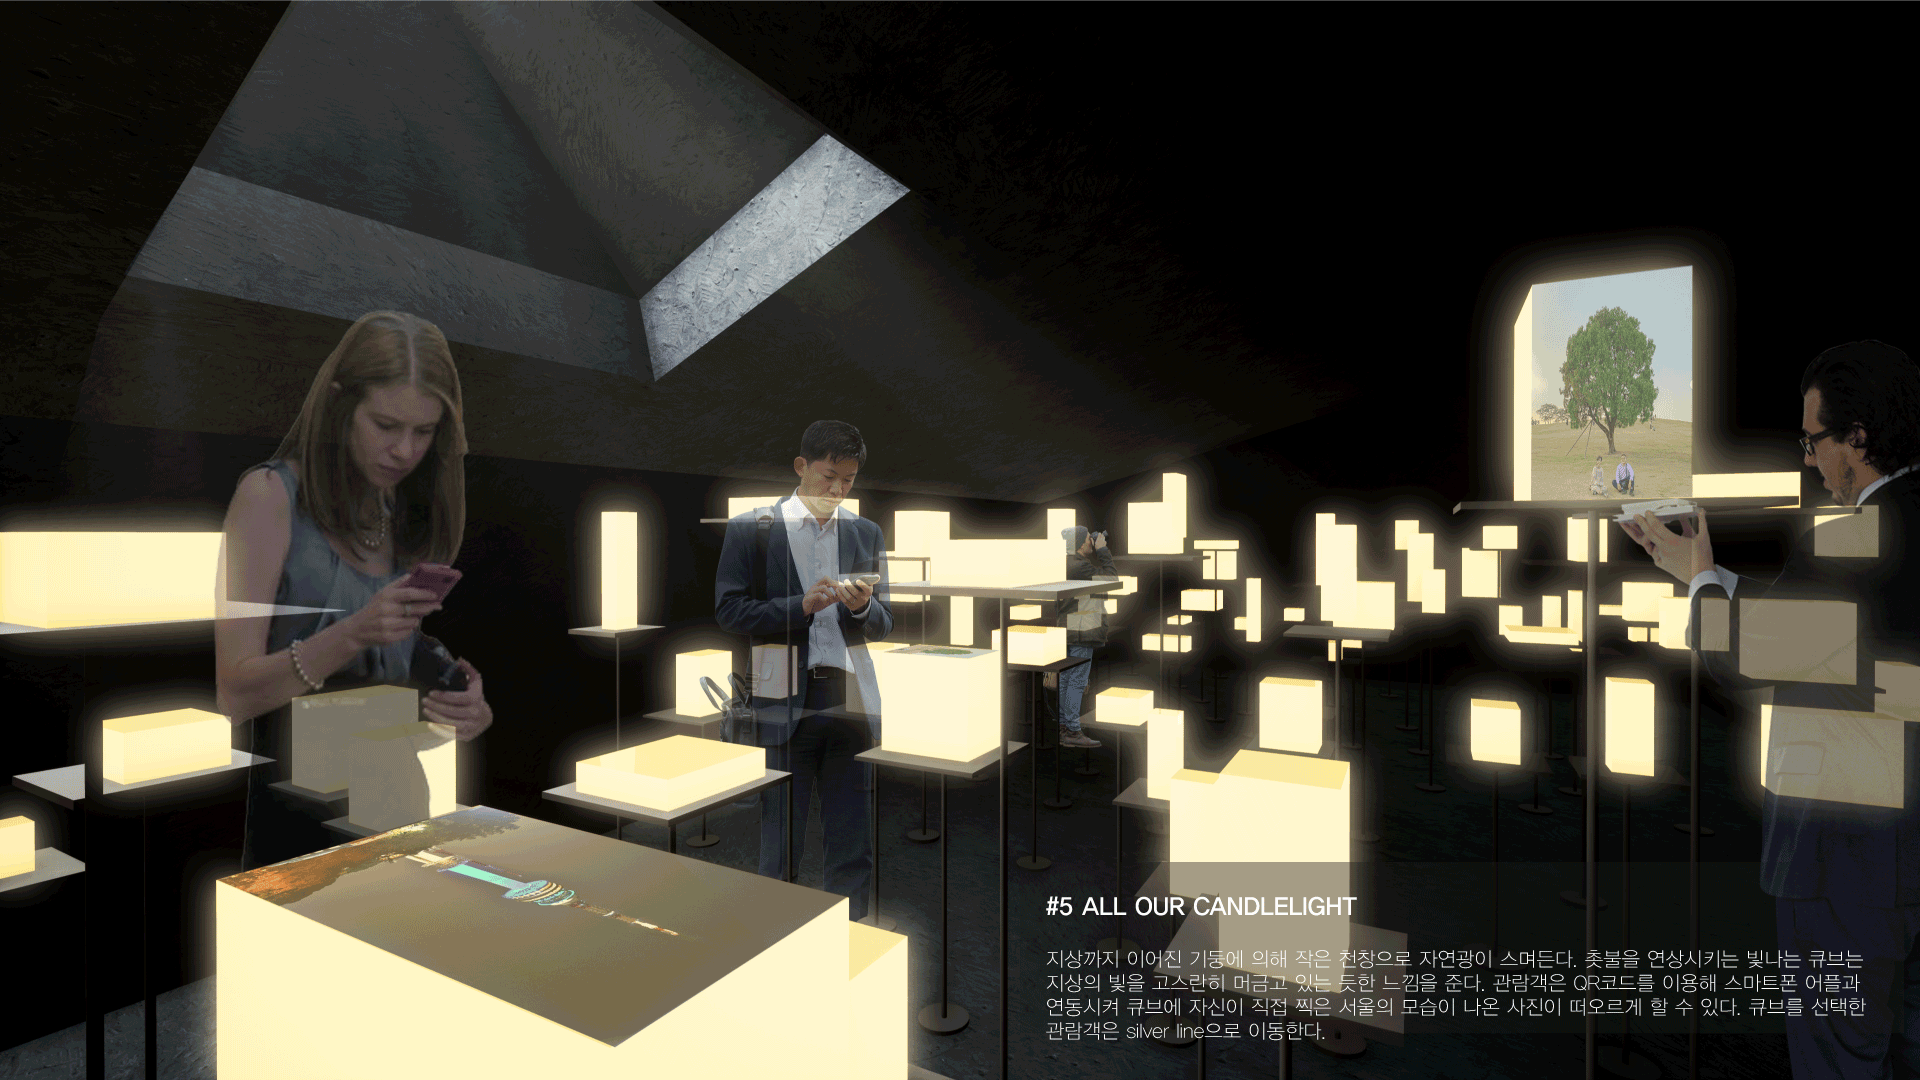 #5 ALL OUR CANDLELIGHT
지상까지 이어진 기둥에 의해 작은 천창으로 자연광이 스며든다. 촛불을 연상시키는 빛나는 큐브는
지상의 빛을 고스란히 머금고 있는 듯한 느낌을 준다. 관람객은 QR코드를 이용해 스마트폰 어플과
연동시켜 큐브에 자신이 직접 찍은 서울의 모습이 나온 사진이 떠오르게 할 수 있다. 큐브를 선택한
관람객은 silver line으로 이동한다.